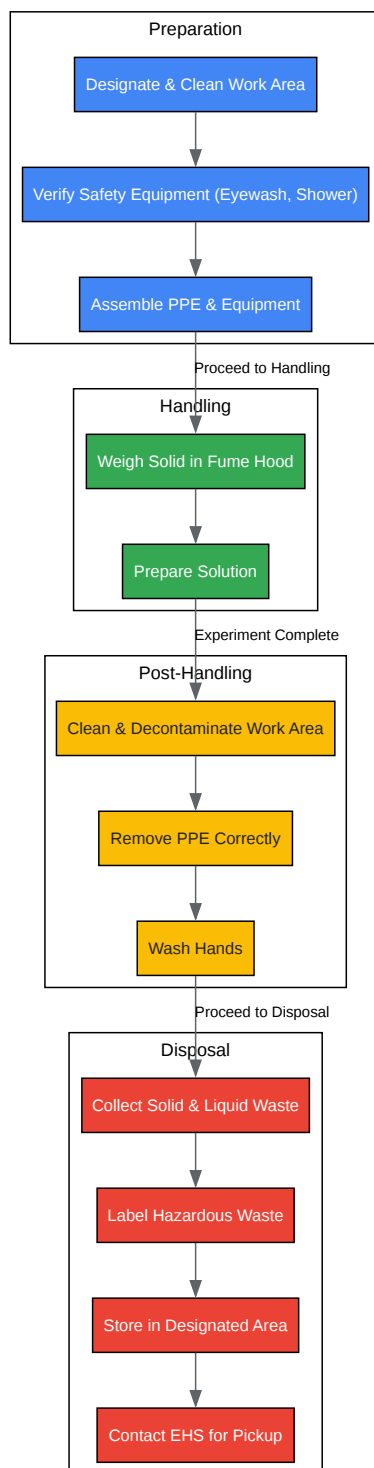 Preparation
Designate & Clean Work Area
Verify Safety Equipment (Eyewash, Shower)
Assemble PPE & Equipment
Proceed to Handling
Handling
Weigh Solid in Fume Hood
Prepare Solution
Experiment Complete
Post-Handling
Clean & Decontaminate Work Area
Remove PPE Correctly
Wash Hands
Proceed to Disposal
Disposal
Collect Solid & Liquid Waste
Label Hazardous Waste
Store in Designated Area
Contact EHS for Pickup